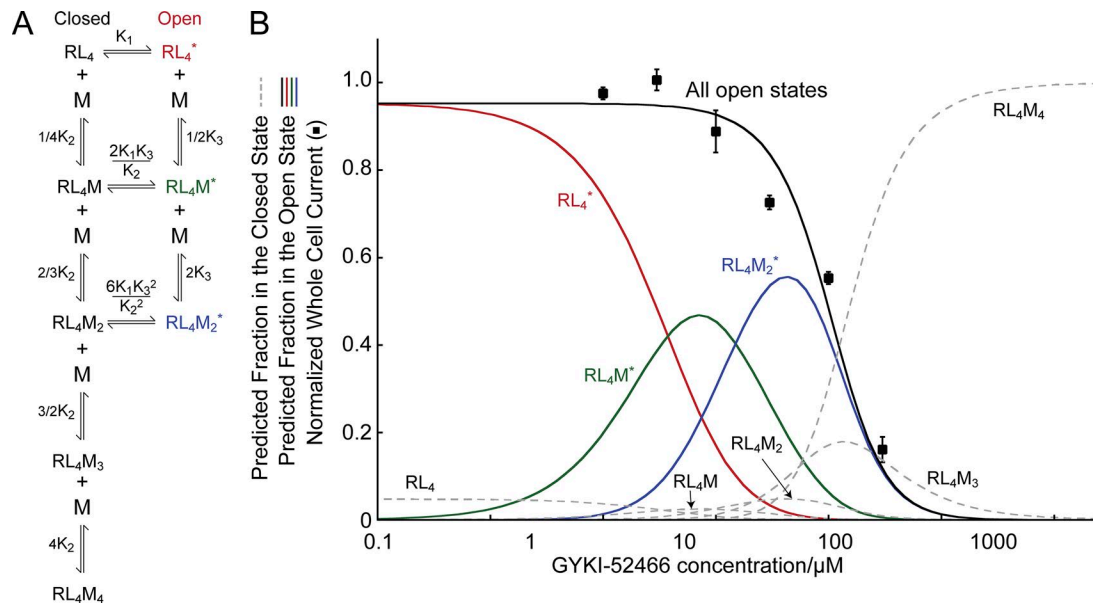 A
Closed Open
K₁
RL₄ RL₄*
+ +
M M
1/4K₂ 2K₁K₃/K₂ 1/2K₃
RL₄M RL₄M*
+ +
M M
2/3K₂ 6K₁K₃²/K₂² 2K₃
RL₄M₂ RL₄M₂*
+
M
3/2K₂
RL₄M₃
+
M
4K₂
RL₄M₄
B
Predicted Fraction in the Closed State
Predicted Fraction in the Open State
Normalized Whole Cell Current (■)
1.0
0.8
0.6
0.4
0.2
0
All open states
RL₄M₄
RL₄*
RL₄M₂*
RL₄M*
RL₄
RL₄M
RL₄M₂
RL₄M₃
0.1 1 10 100 1000
GYKI-52466 concentration/µM